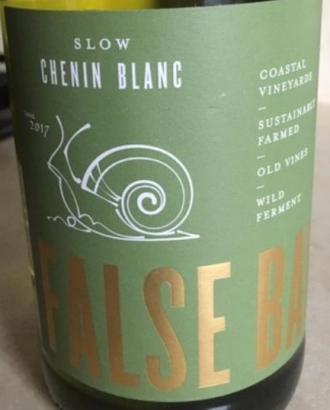 SLOW
CHENIN BLANC
2017
COASTAL
VINEYARDS
—
SUSTAINABLY
FARMED
—
OLD VINES
—
WILD
FERMENT
FALSE BA